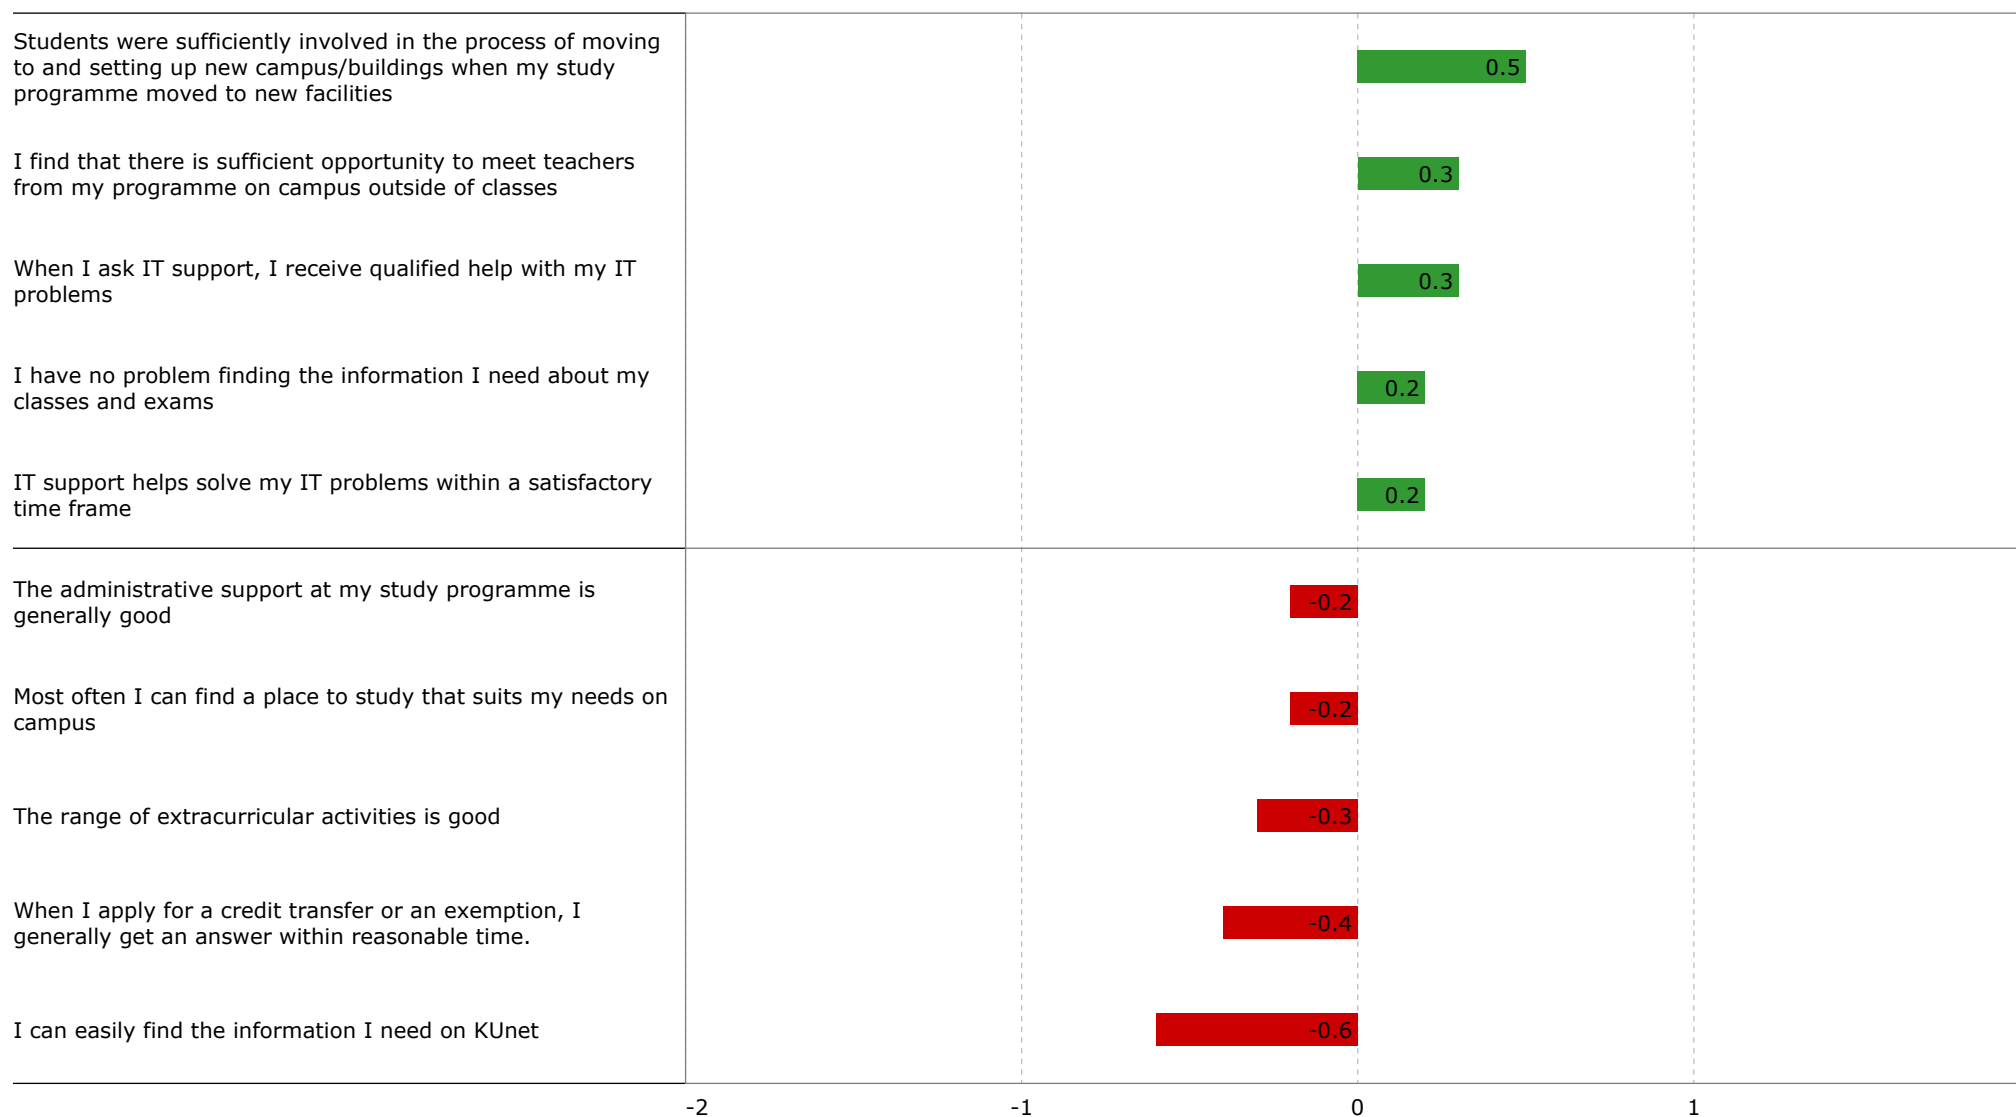 Students were sufficiently involved in the process of moving
to and setting up new campus/buildings when my study
programme moved to new facilities
0.5
I find that there is sufficient opportunity to meet teachers
from my programme on campus outside of classes
0.3
When I ask IT support, I receive qualified help with my IT
problems
0.3
I have no problem finding the information I need about my
classes and exams
0.2
IT support helps solve my IT problems within a satisfactory
time frame
0.2
The administrative support at my study programme is
generally good
-0.2
Most often I can find a place to study that suits my needs on
campus
-0.2
The range of extracurricular activities is good
-0.3
When I apply for a credit transfer or an exemption, I
generally get an answer within reasonable time.
-0.4
I can easily find the information I need on KUnet
-0.6
-2 -1 0 1